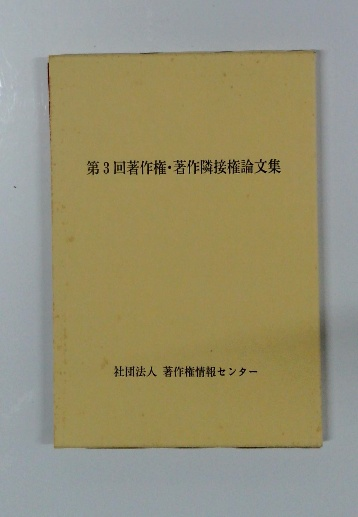 第3回著作権・著作隣接権論文集
社団法人 著作権情報センター